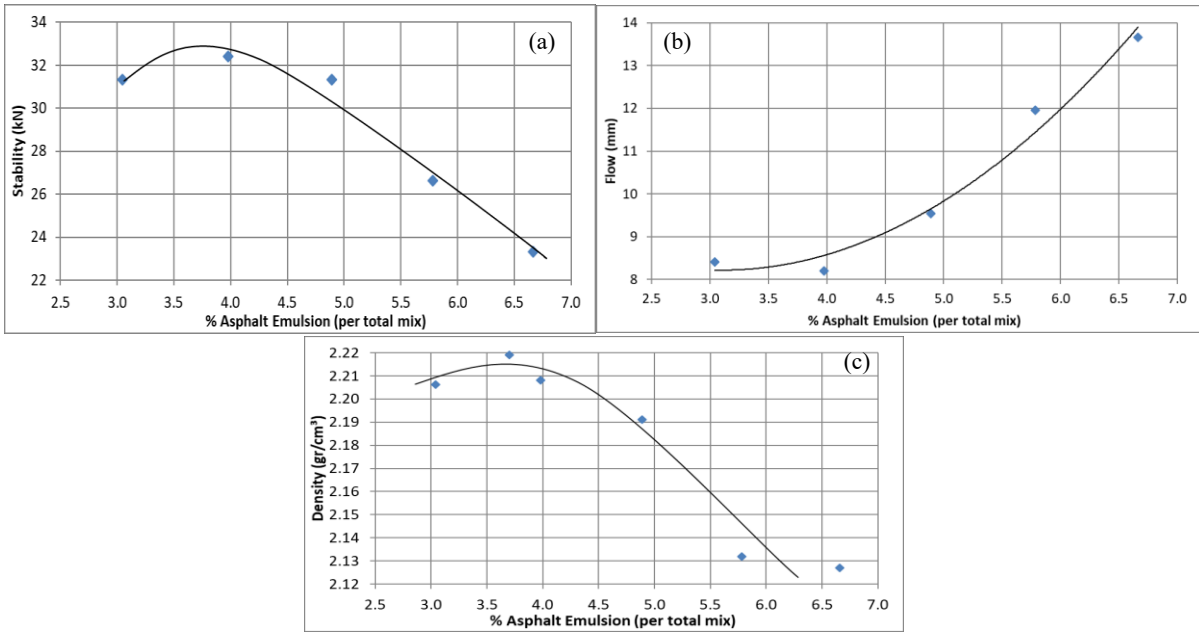 (a)
Stability (kN)
34
32
30
28
26
24
22
2.5 3.0 3.5 4.0 4.5 5.0 5.5 6.0 6.5 7.0
% Asphalt Emulsion (per total mix)
(b)
Flow (mm)
14
13
12
11
10
9
8
2.5 3.0 3.5 4.0 4.5 5.0 5.5 6.0 6.5 7.0
% Asphalt Emulsion (per total mix)
(c)
Density (gr/cm³)
2.22
2.21
2.20
2.19
2.18
2.17
2.16
2.15
2.14
2.13
2.12
2.5 3.0 3.5 4.0 4.5 5.0 5.5 6.0 6.5 7.0
% Asphalt Emulsion (per total mix)